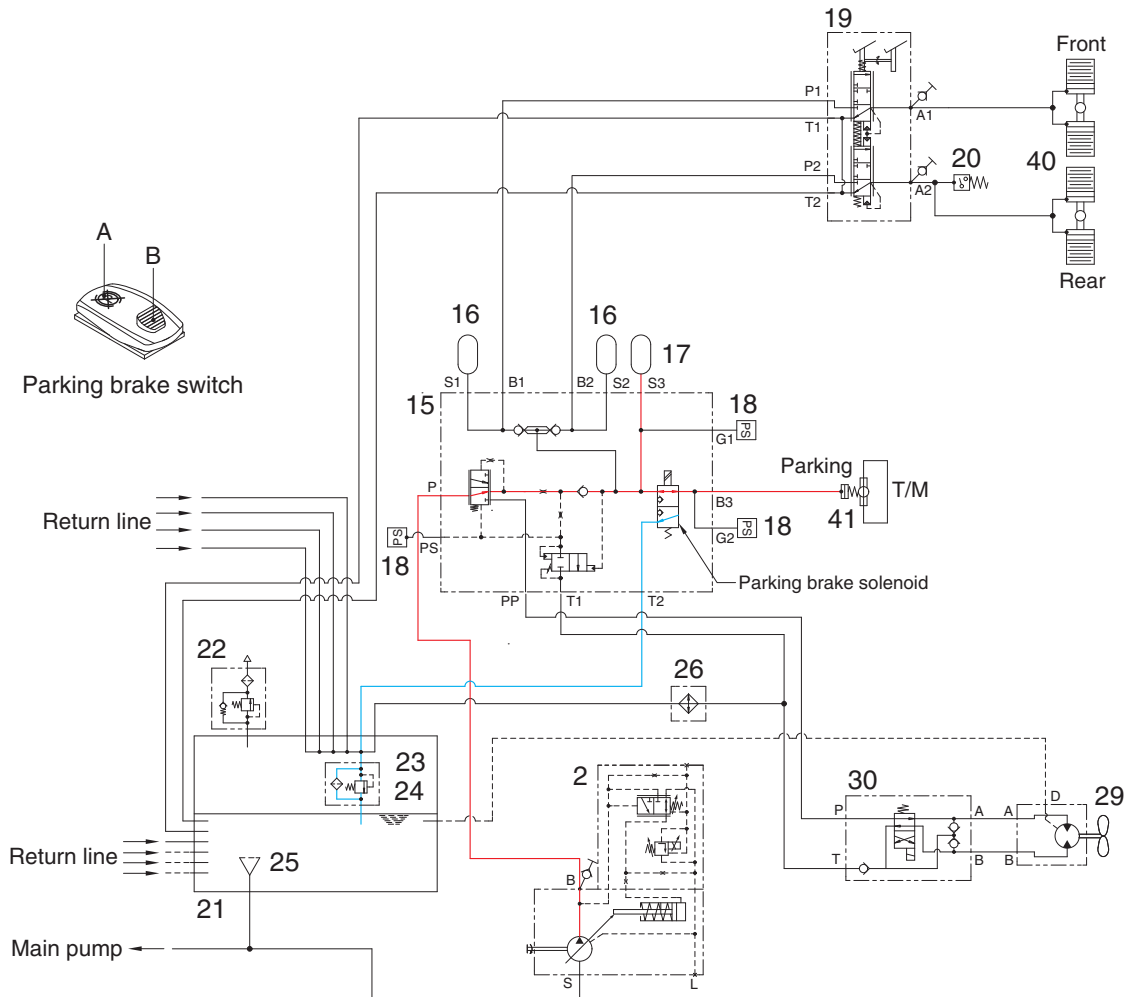 19
Front
P1
T1
A1
P2
20
40
A2
T2
A
B
Rear
16
16
17
Parking brake switch
S1
B1
B2
S2
S3
15
18
PS
G1
Parking
P
T/M
B3
Return line
18
PS
PS
PS
G2
41
18
Parking brake solenoid
PP
T1
T2
22
26
23
2
24
30
D
29
P
A
A
Return line
25
T
B
B
B
21
Main pump
S
L